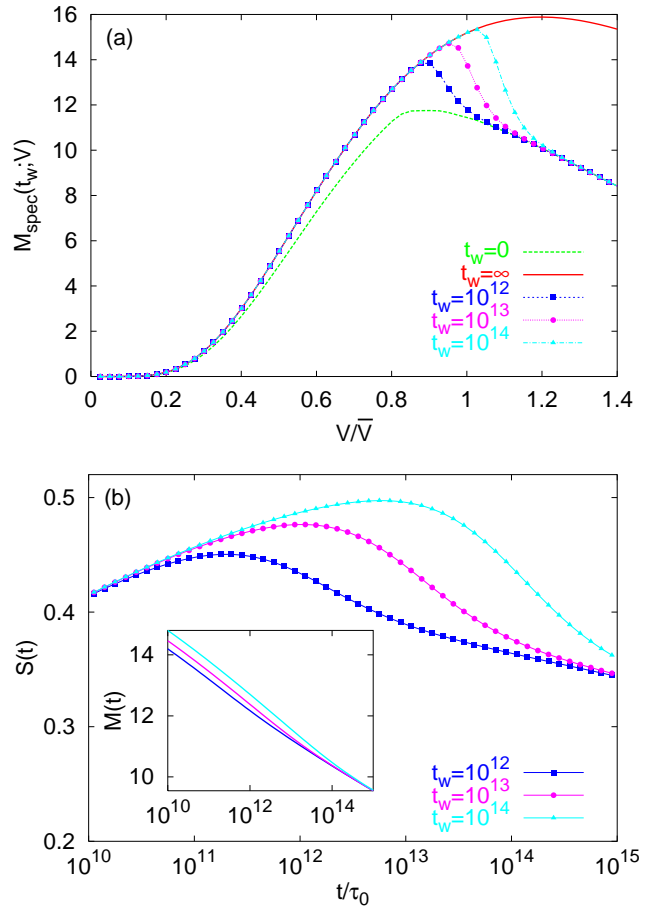 (a)
M_spec(t_w;V)
16
14
12
10
8
6
4
2
0
t_w=0
t_w=∞
t_w=10^12
t_w=10^13
t_w=10^14
0 0.2 0.4 0.6 0.8 1 1.2 1.4
V/V̅
(b)
S(t)
0.5
0.4
0.3
0.2
M(t)
14
12
10
10^10 10^12 10^14
t_w=10^12
t_w=10^13
t_w=10^14
10^10 10^11 10^12 10^13 10^14 10^15
t/τ_0